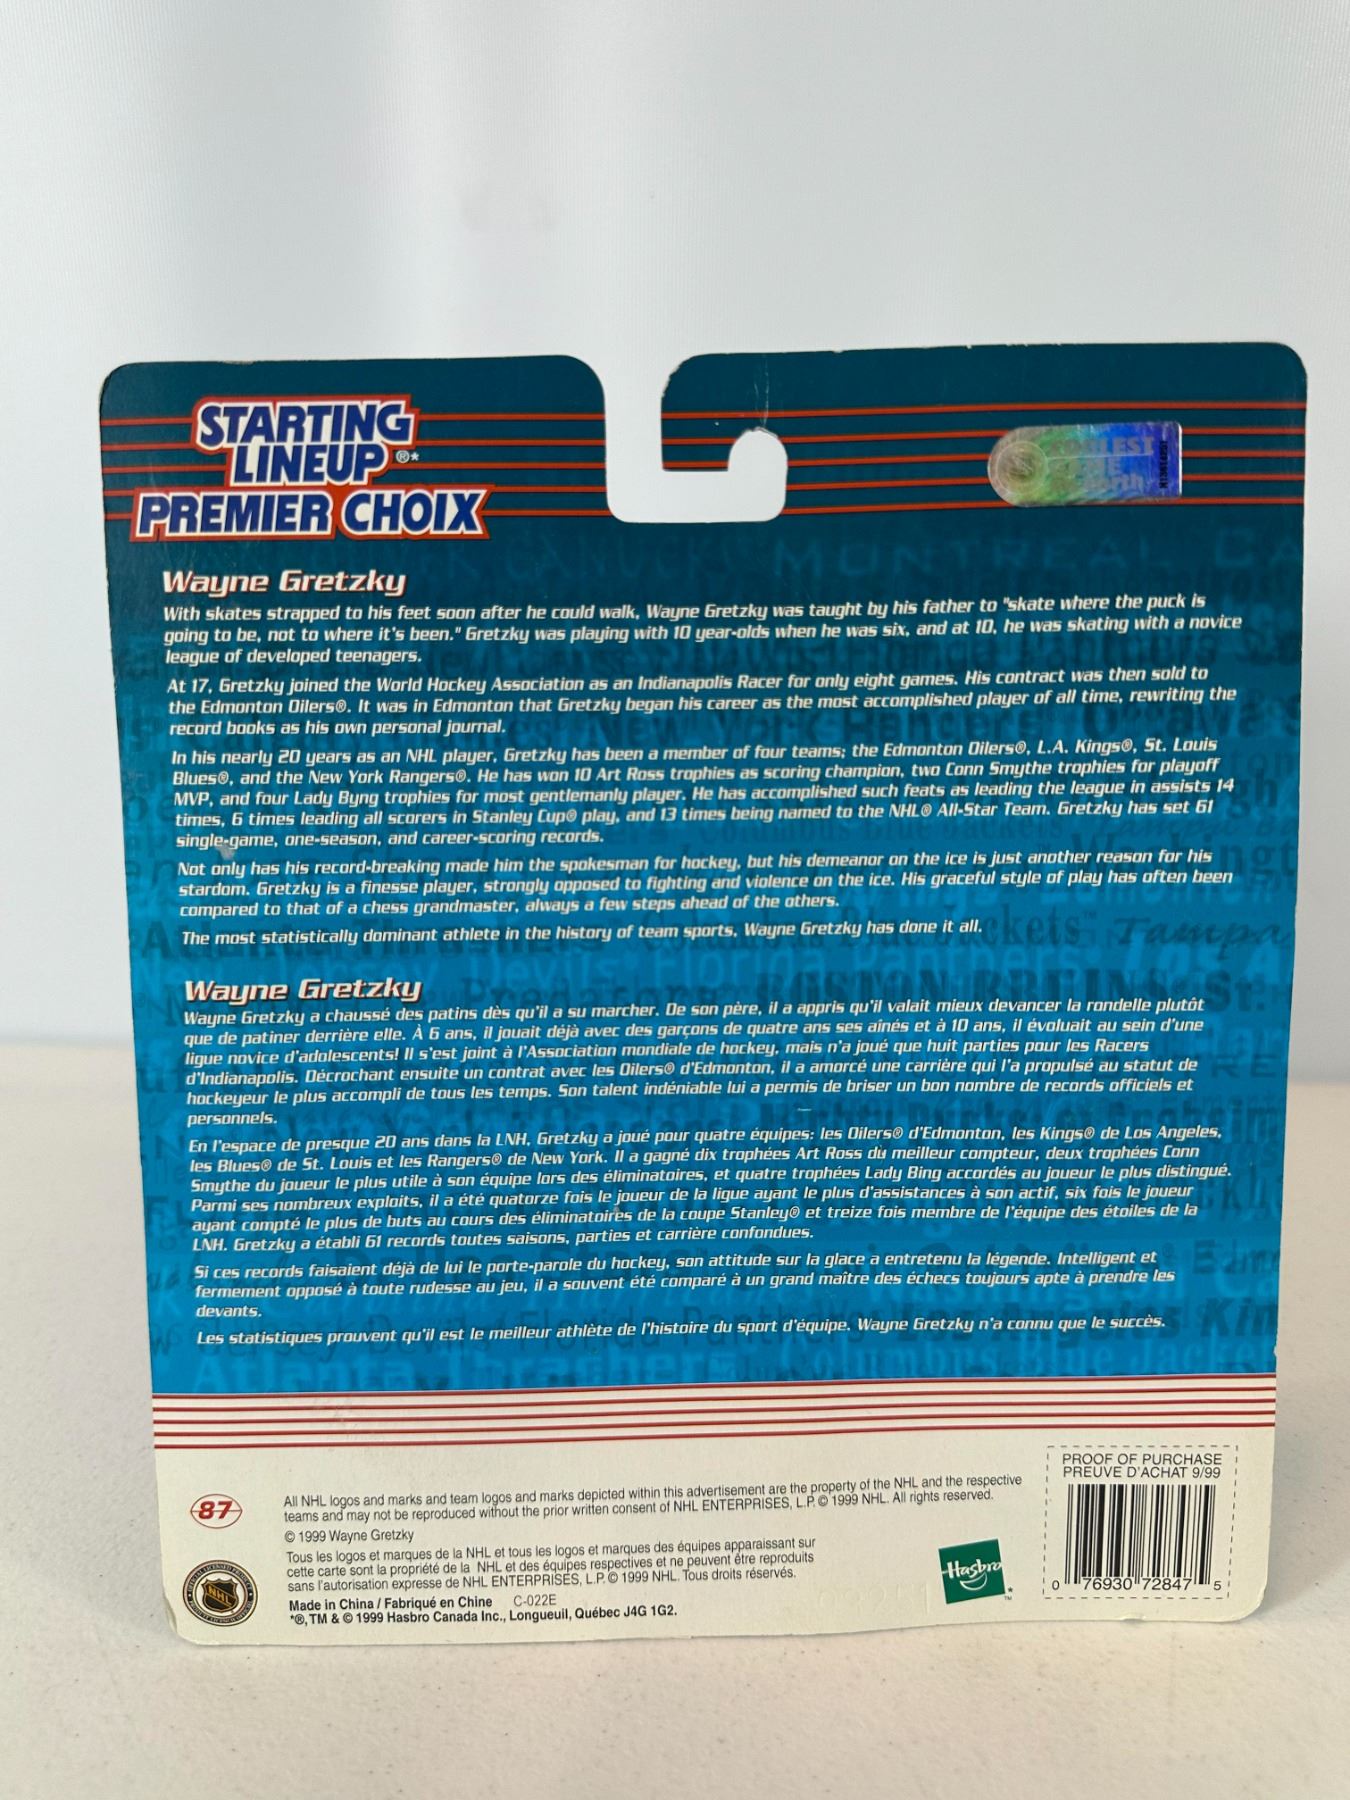 STARTING
LINEUP ®*
PREMIER CHOIX
Wayne Gretzky
With skates strapped to his feet soon after he could walk, Wayne Gretzky was taught by his father to "skate where the puck is
going to be, not to where it's been." Gretzky was playing with 10 year-olds when he was six, and at 10, he was skating with a novice
league of developed teenagers.
At 17, Gretzky joined the World Hockey Association as an Indianapolis Racer for only eight games. His contract was then sold to
the Edmonton Oilers®. It was in Edmonton that Gretzky began his career as the most accomplished player of all time, rewriting the
record books as his own personal journal.
In his nearly 20 years as an NHL player, Gretzky has been a member of four teams; the Edmonton Oilers®, L.A. Kings®, St. Louis
Blues®, and the New York Rangers®. He has won 10 Art Ross trophies as scoring champion, two Conn Smythe trophies for playoff
MVP, and four Lady Byng trophies for most gentlemanly player. He has accomplished such feats as leading the league in assists 14
times, 6 times leading all scorers in Stanley Cup® play, and 13 times being named to the NHL® All-Star Team. Gretzky has set 61
single-game, one-season, and career-scoring records.
Not only has his record-breaking made him the spokesman for hockey, but his demeanor on the ice is just another reason for his
stardom. Gretzky is a finesse player, strongly opposed to fighting and violence on the ice. His graceful style of play has often been
compared to that of a chess grandmaster, always a few steps ahead of the others.
The most statistically dominant athlete in the history of team sports, Wayne Gretzky has done it all.
Wayne Gretzky
Wayne Gretzky a chaussé des patins dès qu'il a su marcher. De son père, il a appris qu'il valait mieux devancer la rondelle plutôt
que de patiner derrière elle. À 6 ans, il jouait déjà avec des garçons de quatre ans ses aînés et à 10 ans, il évoluait au sein d'une
ligue novice d'adolescents! Il s'est joint à l'Association mondiale de hockey, mais n'a joué que huit parties pour les Racers
d'Indianapolis. Décrochant ensuite un contrat avec les Oilers® d'Edmonton, il a amorcé une carrière qui l'a propulsé au statut de
hockeyeur le plus accompli de tous les temps. Son talent indéniable lui a permis de briser un bon nombre de records officiels et
personnels.
En l'espace de presque 20 ans dans la LNH, Gretzky a joué pour quatre équipes: les Oilers® d'Edmonton, les Kings® de Los Angeles,
les Blues® de St. Louis et les Rangers® de New York. Il a gagné dix trophées Art Ross du meilleur compteur, deux trophées Conn
Smythe du joueur le plus utile à son équipe lors des éliminatoires, et quatre trophées Lady Bing accordés au joueur le plus distingué.
Parmi ses nombreux exploits, il a été quatorze fois le joueur de la ligue ayant le plus d'assistances à son actif, six fois le joueur
ayant compté le plus de buts au cours des éliminatoires de la coupe Stanley® et treize fois membre de l'équipe des étoiles de la
LNH. Gretzky a établi 61 records toutes saisons, parties et carrière confondues.
Si ces records faisaient déjà de lui le porte-parole du hockey, son attitude sur la glace a entretenu la légende. Intelligent et
fermement opposé à toute rudesse au jeu, il a souvent été comparé à un grand maître des échecs toujours apte à prendre les
devants.
Les statistiques prouvent qu'il est le meilleur athlète de l'histoire du sport d'équipe. Wayne Gretzky n'a connu que le succès.
87
All NHL logos and marks and team logos and marks depicted within this advertisement are the property of the NHL and the respective
teams and may not be reproduced without the prior written consent of NHL ENTERPRISES, L.P. © 1999 NHL. All rights reserved.
© 1999 Wayne Gretzky
Tous les logos et marques de la NHL et tous les logos et marques des équipes apparaissant sur
cette carte sont la propriété de la NHL et des équipes respectives et ne peuvent être reproduits
sans l'autorisation expresse de NHL ENTERPRISES, L.P. © 1999 NHL. Tous droits réservés.
Made in China / Fabriqué en Chine C-022E
*®, TM & © 1999 Hasbro Canada Inc., Longueuil, Québec J4G 1G2.
NHL
Hasbro
PROOF OF PURCHASE
PREUVE D'ACHAT 9/99
0 76930 72847 5